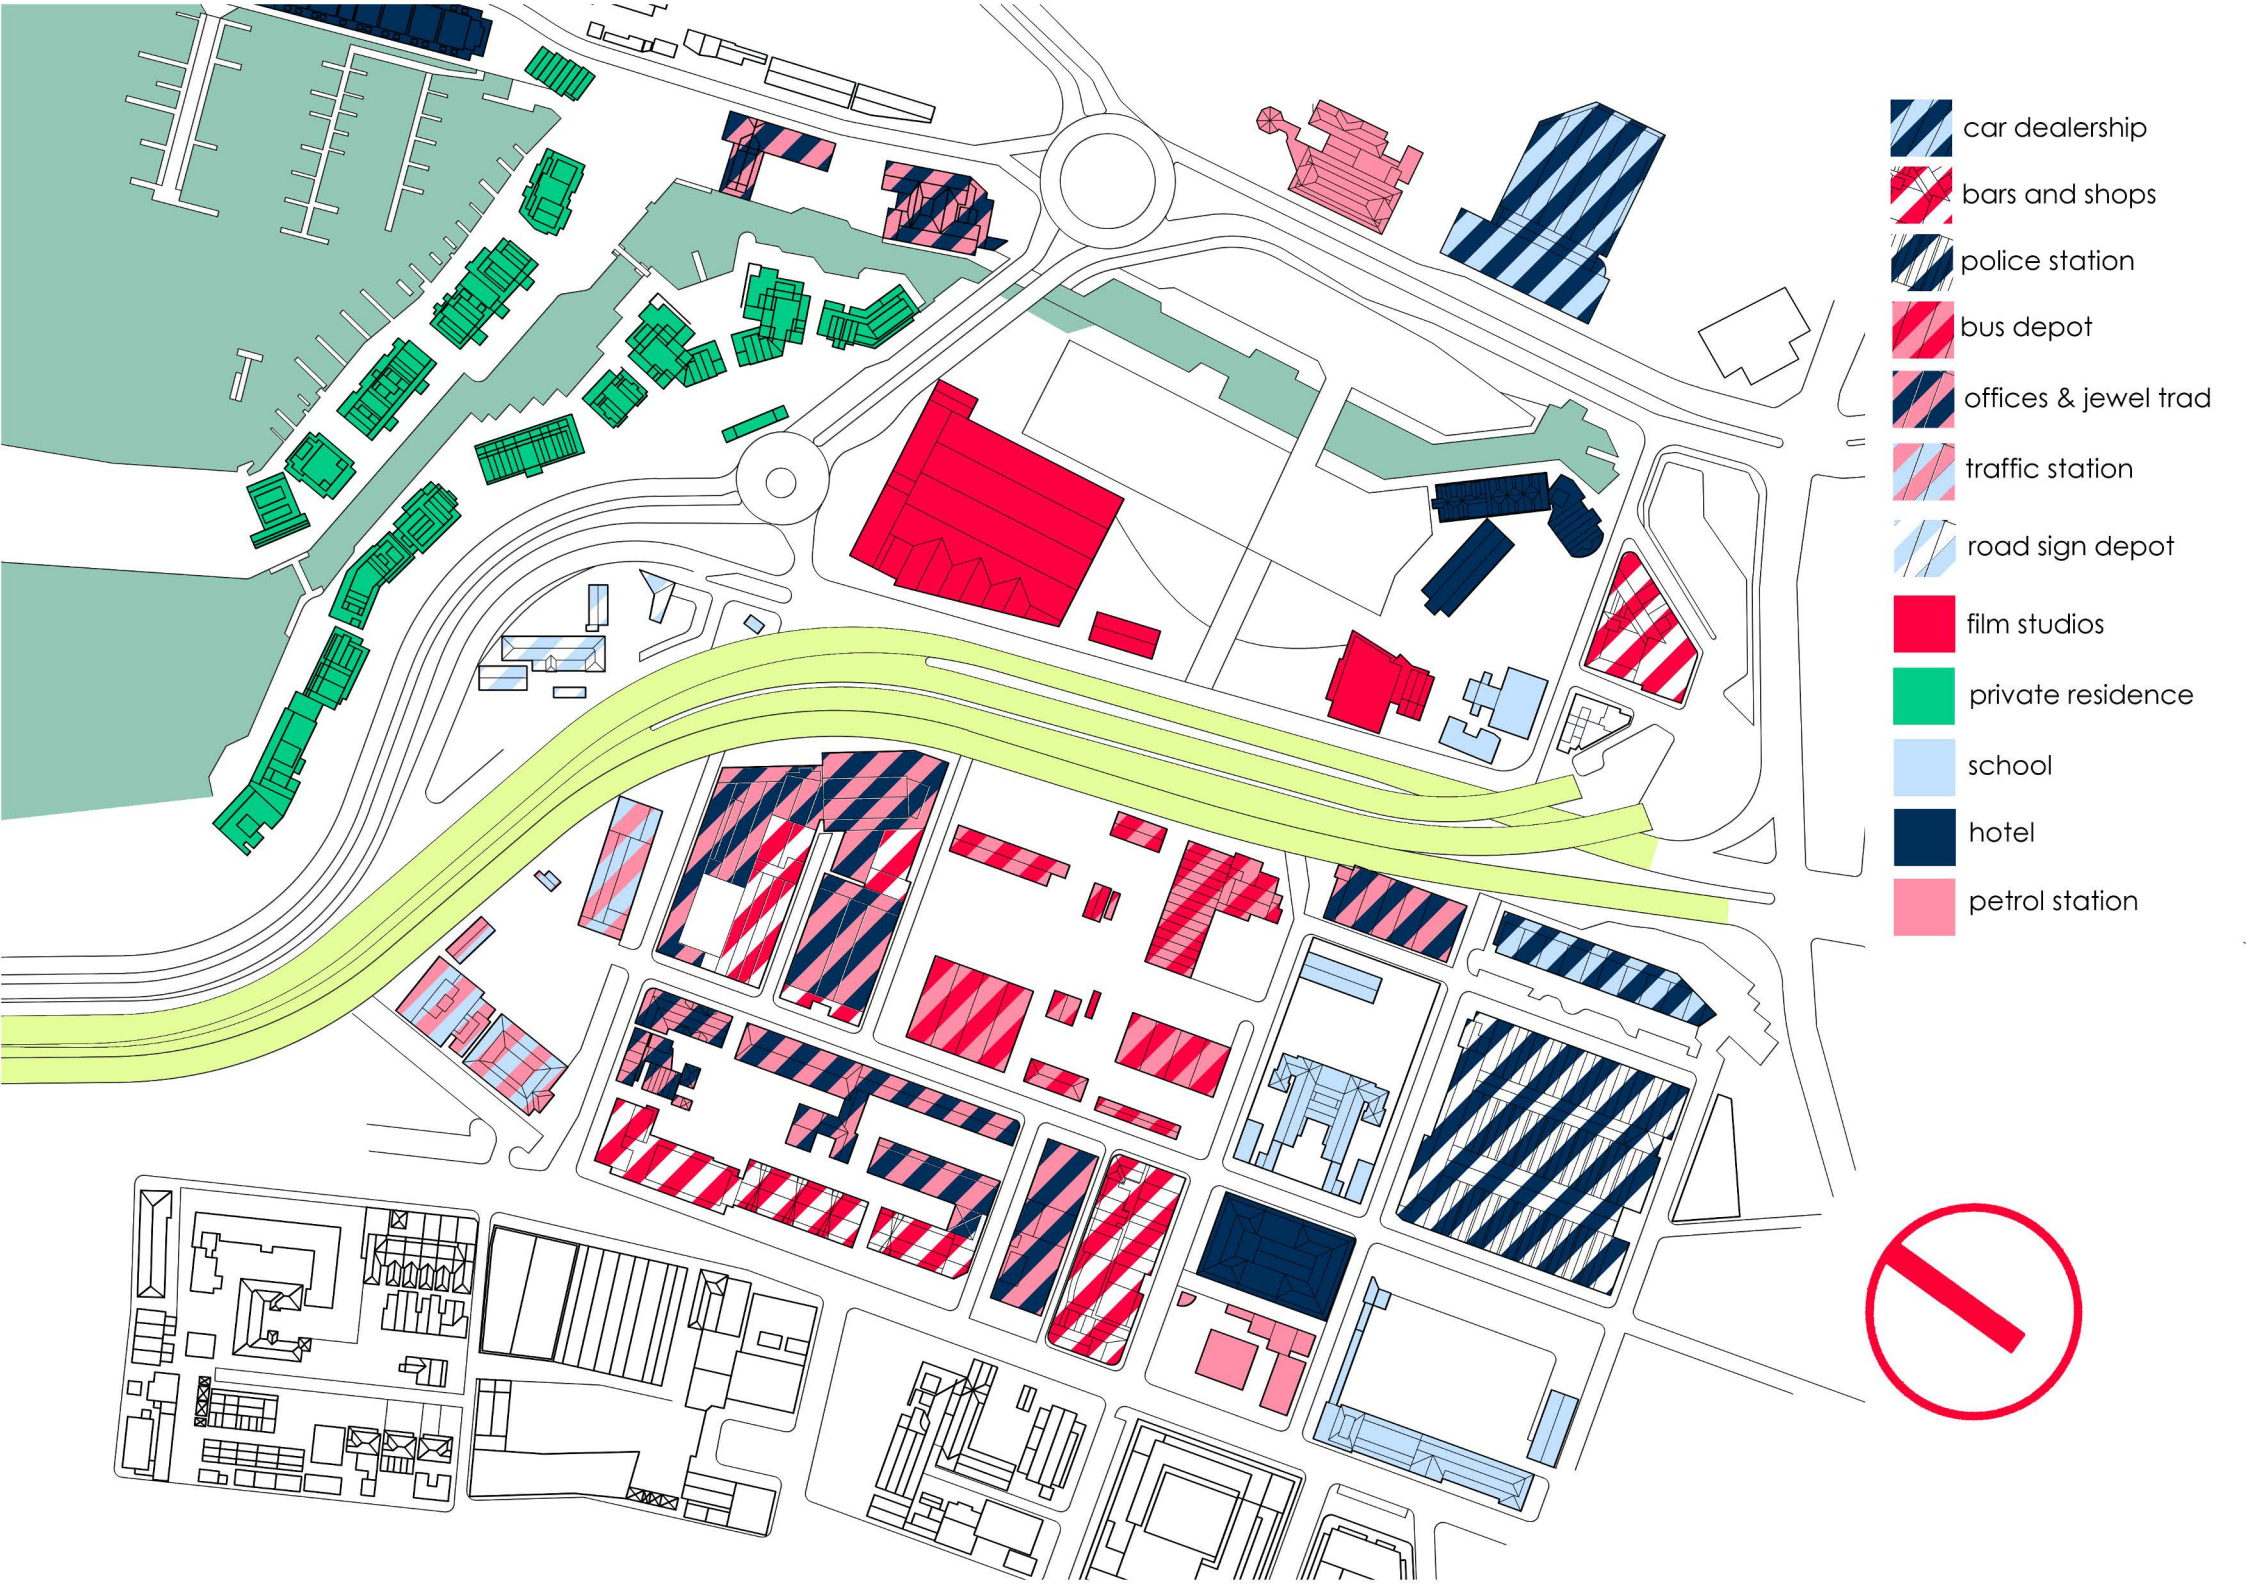 car dealership
bars and shops
police station
bus depot
offices & jewel trad
traffic station
road sign depot
film studios
private residence
school
hotel
petrol station